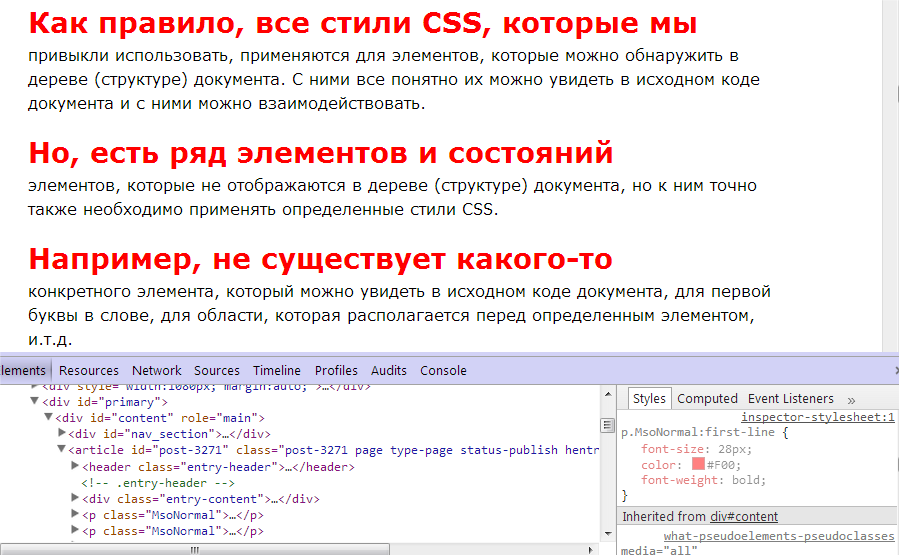 Как правило, все стили CSS, которые мы
привыкли использовать, применяются для элементов, которые можно обнаружить в
дереве (структуре) документа. С ними все понятно их можно увидеть в исходном коде
документа и с ними можно взаимодействовать.
Но, есть ряд элементов и состояний
элементов, которые не отображаются в дереве (структуре) документа, но к ним точно
также необходимо применять определенные стили CSS.
Например, не существует какого-то
конкретного элемента, который можно увидеть в исходном коде документа, для первой
буквы в слове, для области, которая располагается перед определенным элементом,
и.т.д.
lements Resources Network Sources Timeline Profiles Audits Console
<div style="width:1080px; margin:auto; >…</div>
<div id="primary">
<div id="content" role="main">
<div id="nav_section">…</div>
<article id="post-3271" class="post-3271 page type-page status-publish hentr
<header class="entry-header">…</header>
<!-- .entry-header -->
<div class="entry-content">…</div>
<p class="MsoNormal">…</p>
<p class="MsoNormal">…</p>
Styles Computed Event Listeners »
inspector-stylesheet:1
p.MsoNormal:first-line {
font-size: 28px;
color: #F00;
font-weight: bold;
}
Inherited from div#content
what-pseudoelements-pseudoclasses
media="all"